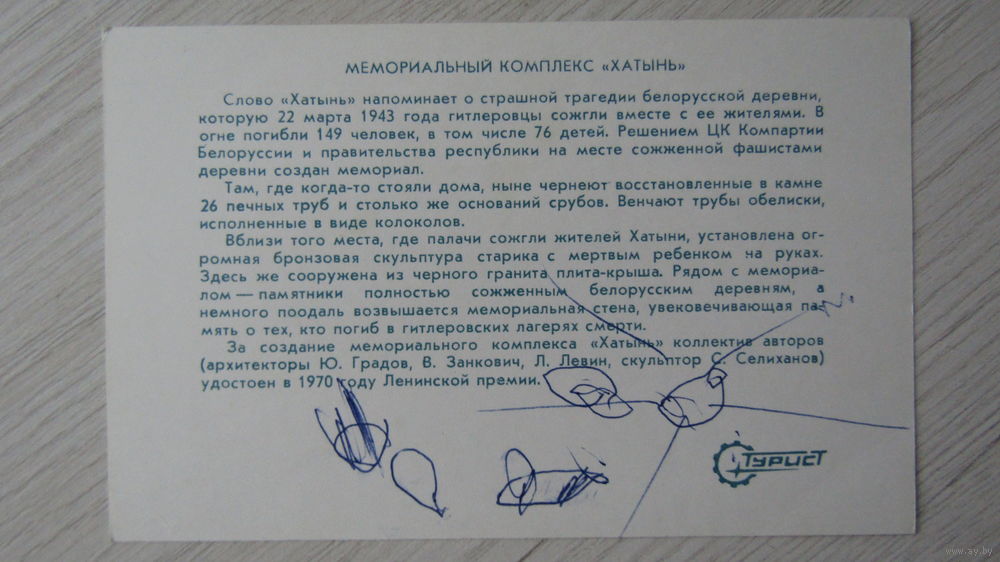 МЕМОРИАЛЬНЫЙ КОМПЛЕКС «ХАТЫНЬ»
Слово «Хатынь» напоминает о страшной трагедии белорусской деревни,
которую 22 марта 1943 года гитлеровцы сожгли вместе с ее жителями. В
огне погибли 149 человек, в том числе 76 детей. Решением ЦК Компартии
Белоруссии и правительства республики на месте сожженной фашистами
деревни создан мемориал.
Там, где когда-то стояли дома, ныне чернеют восстановленные в камне
26 печных труб и столько же оснований срубов. Венчают трубы обелиски,
исполненные в виде колоколов.
Вблизи того места, где палачи сожгли жителей Хатыни, установлена ог-
ромная бронзовая скульптура старика с мертвым ребенком на руках.
Здесь же сооружена из черного гранита плита-крыша. Рядом с мемориа-
лом — памятники полностью сожженным белорусским деревням, а
немного поодаль возвышается мемориальная стена, увековечивающая па-
мять о тех, кто погиб в гитлеровских лагерях смерти.
За создание мемориального комплекса «Хатынь» коллектив авторов
(архитекторы Ю. Градов, В. Занкович, Л. Левин, скульптор С. Селиханов)
удостоен в 1970 году Ленинской премии.
ТУРИСТ
www.ay.by